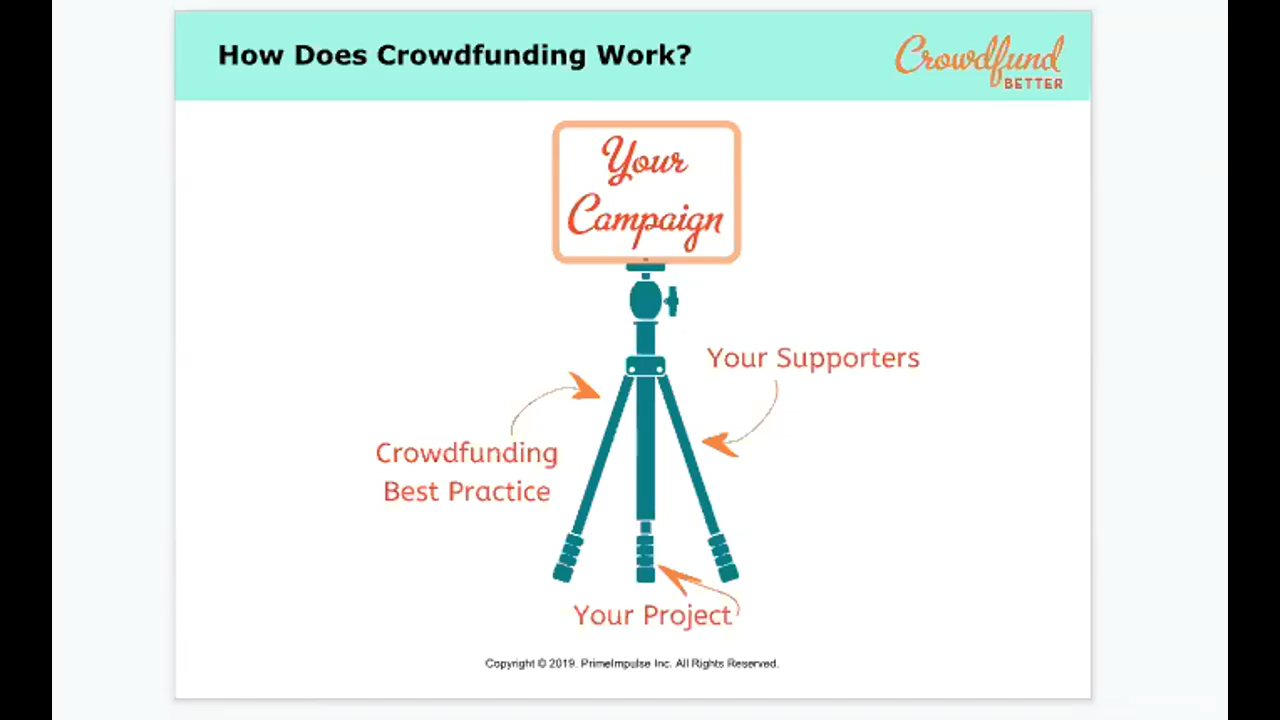 How Does Crowdfunding Work?
Crowdfund
BETTER
Your
Campaign
Your Supporters
Crowdfunding
Best Practice
Your Project
Copyright © 2019. PrimeImpulse Inc. All Rights Reserved.